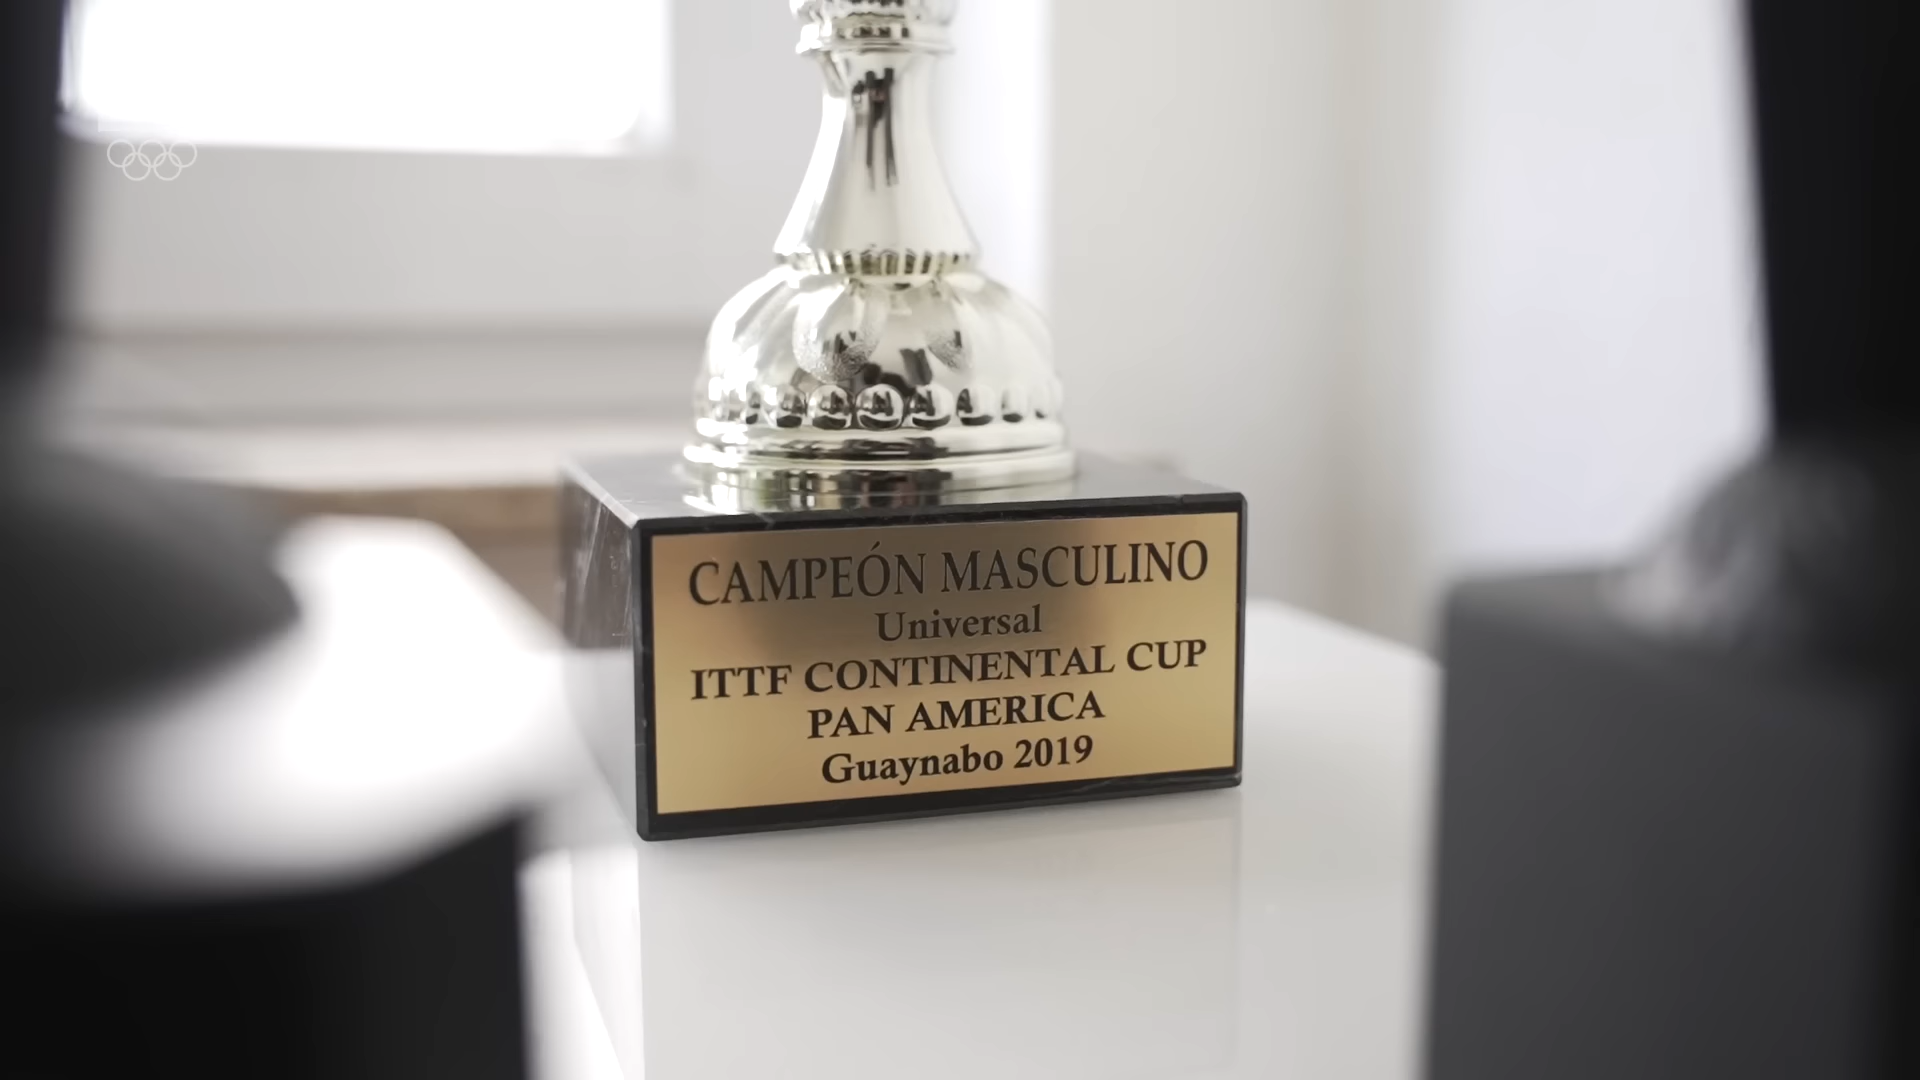 CAMPEÓN MASCULINO
Universal
ITTF CONTINENTAL CUP
PAN AMERICA
Guaynabo 2019